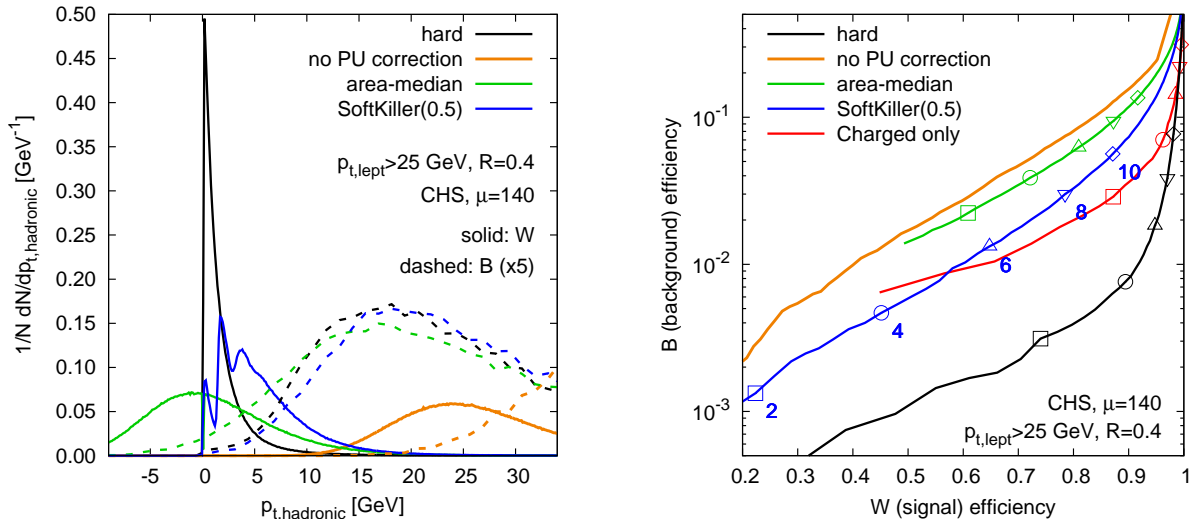 0.50
0.45
0.40
0.35
0.30
0.25
0.20
0.15
0.10
0.05
0.00
1/N dN/dp_{t,hadronic} [GeV^{-1}]
hard
no PU correction
area-median
SoftKiller(0.5)
p_{t,lept}>25 GeV, R=0.4
CHS, μ=140
solid: W
dashed: B (x5)
-5 0 5 10 15 20 25 30
p_{t,hadronic} [GeV]
10^{-1}
10^{-2}
10^{-3}
B (background) efficiency
hard
no PU correction
area-median
SoftKiller(0.5)
Charged only
10
8
6
4
2
CHS, μ=140
p_{t,lept}>25 GeV, R=0.4
0.2 0.3 0.4 0.5 0.6 0.7 0.8 0.9 1
W (signal) efficiency